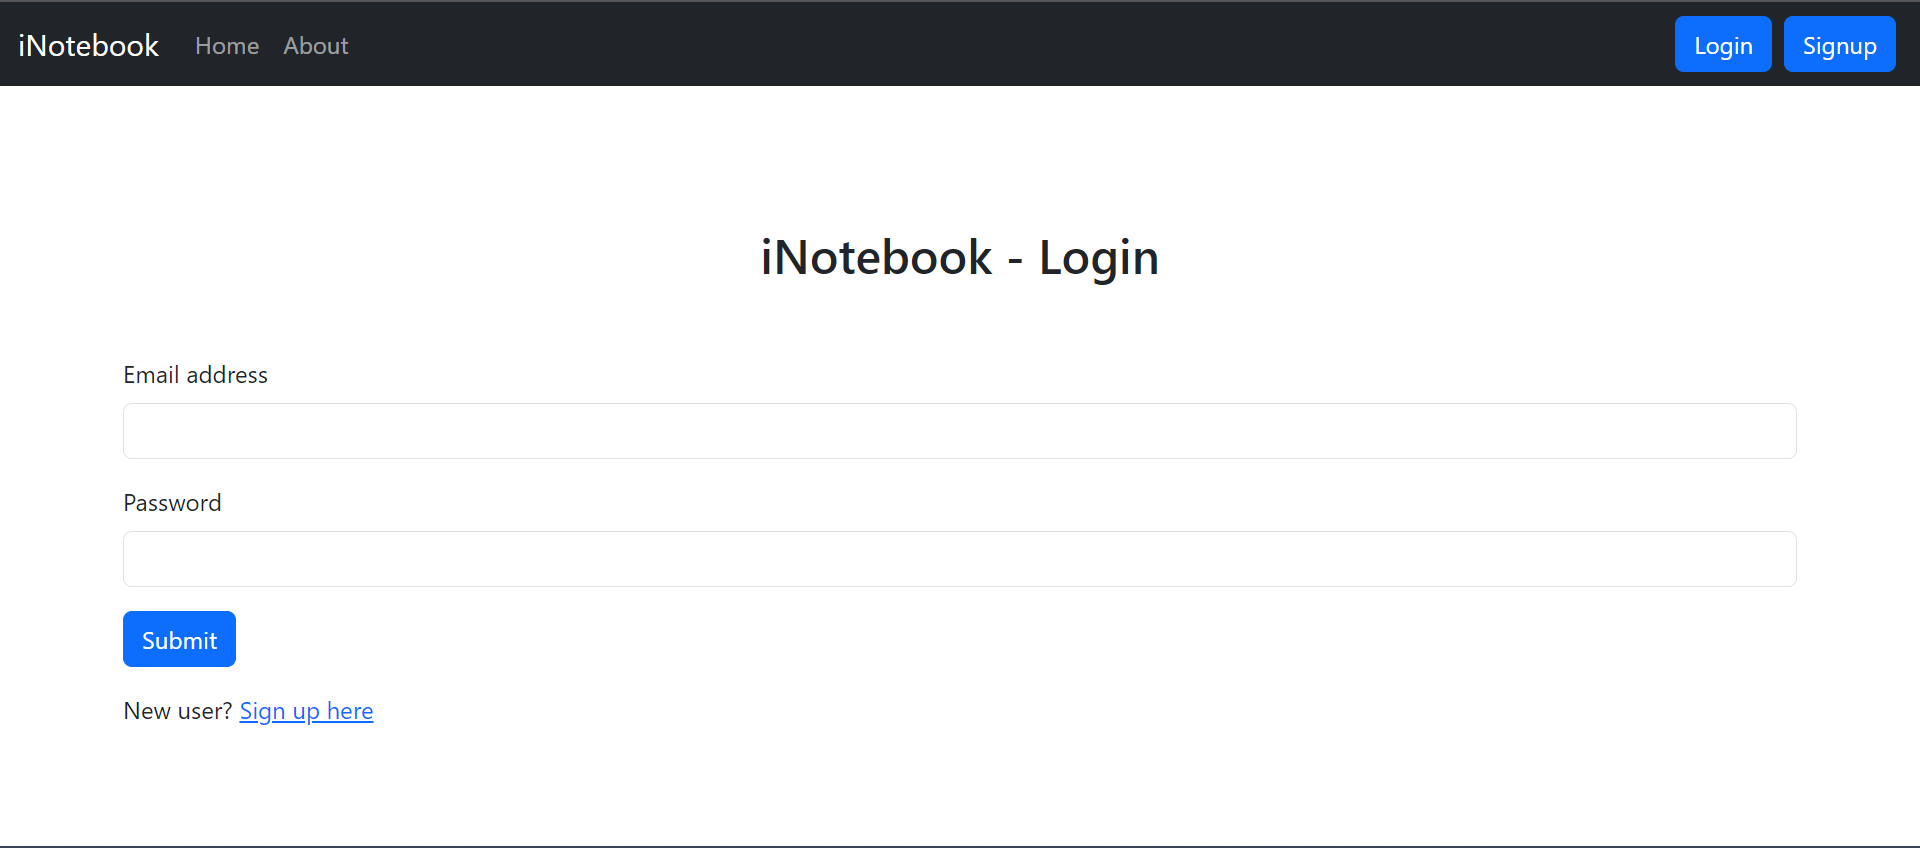 iNotebook Home About Login Signup
iNotebook - Login
Email address
Password
Submit
New user? Sign up here